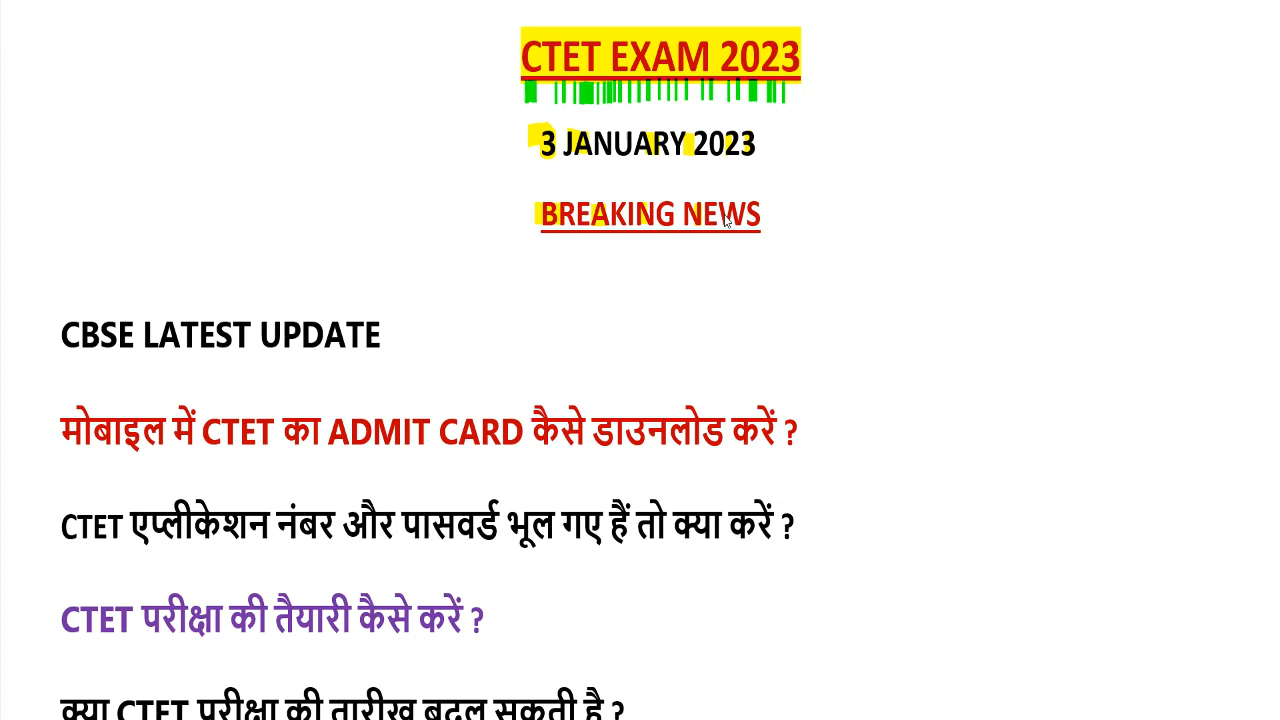 CTET EXAM 2023
3 JANUARY 2023
BREAKING NEWS
CBSE LATEST UPDATE
मोबाइल में CTET का ADMIT CARD कैसे डाउनलोड करें ?
CTET एप्लीकेशन नंबर और पासवर्ड भूल गए हैं तो क्या करें ?
CTET परीक्षा की तैयारी कैसे करें ?
क्या CTET परीक्षा की तारीख बदल सकती है ?